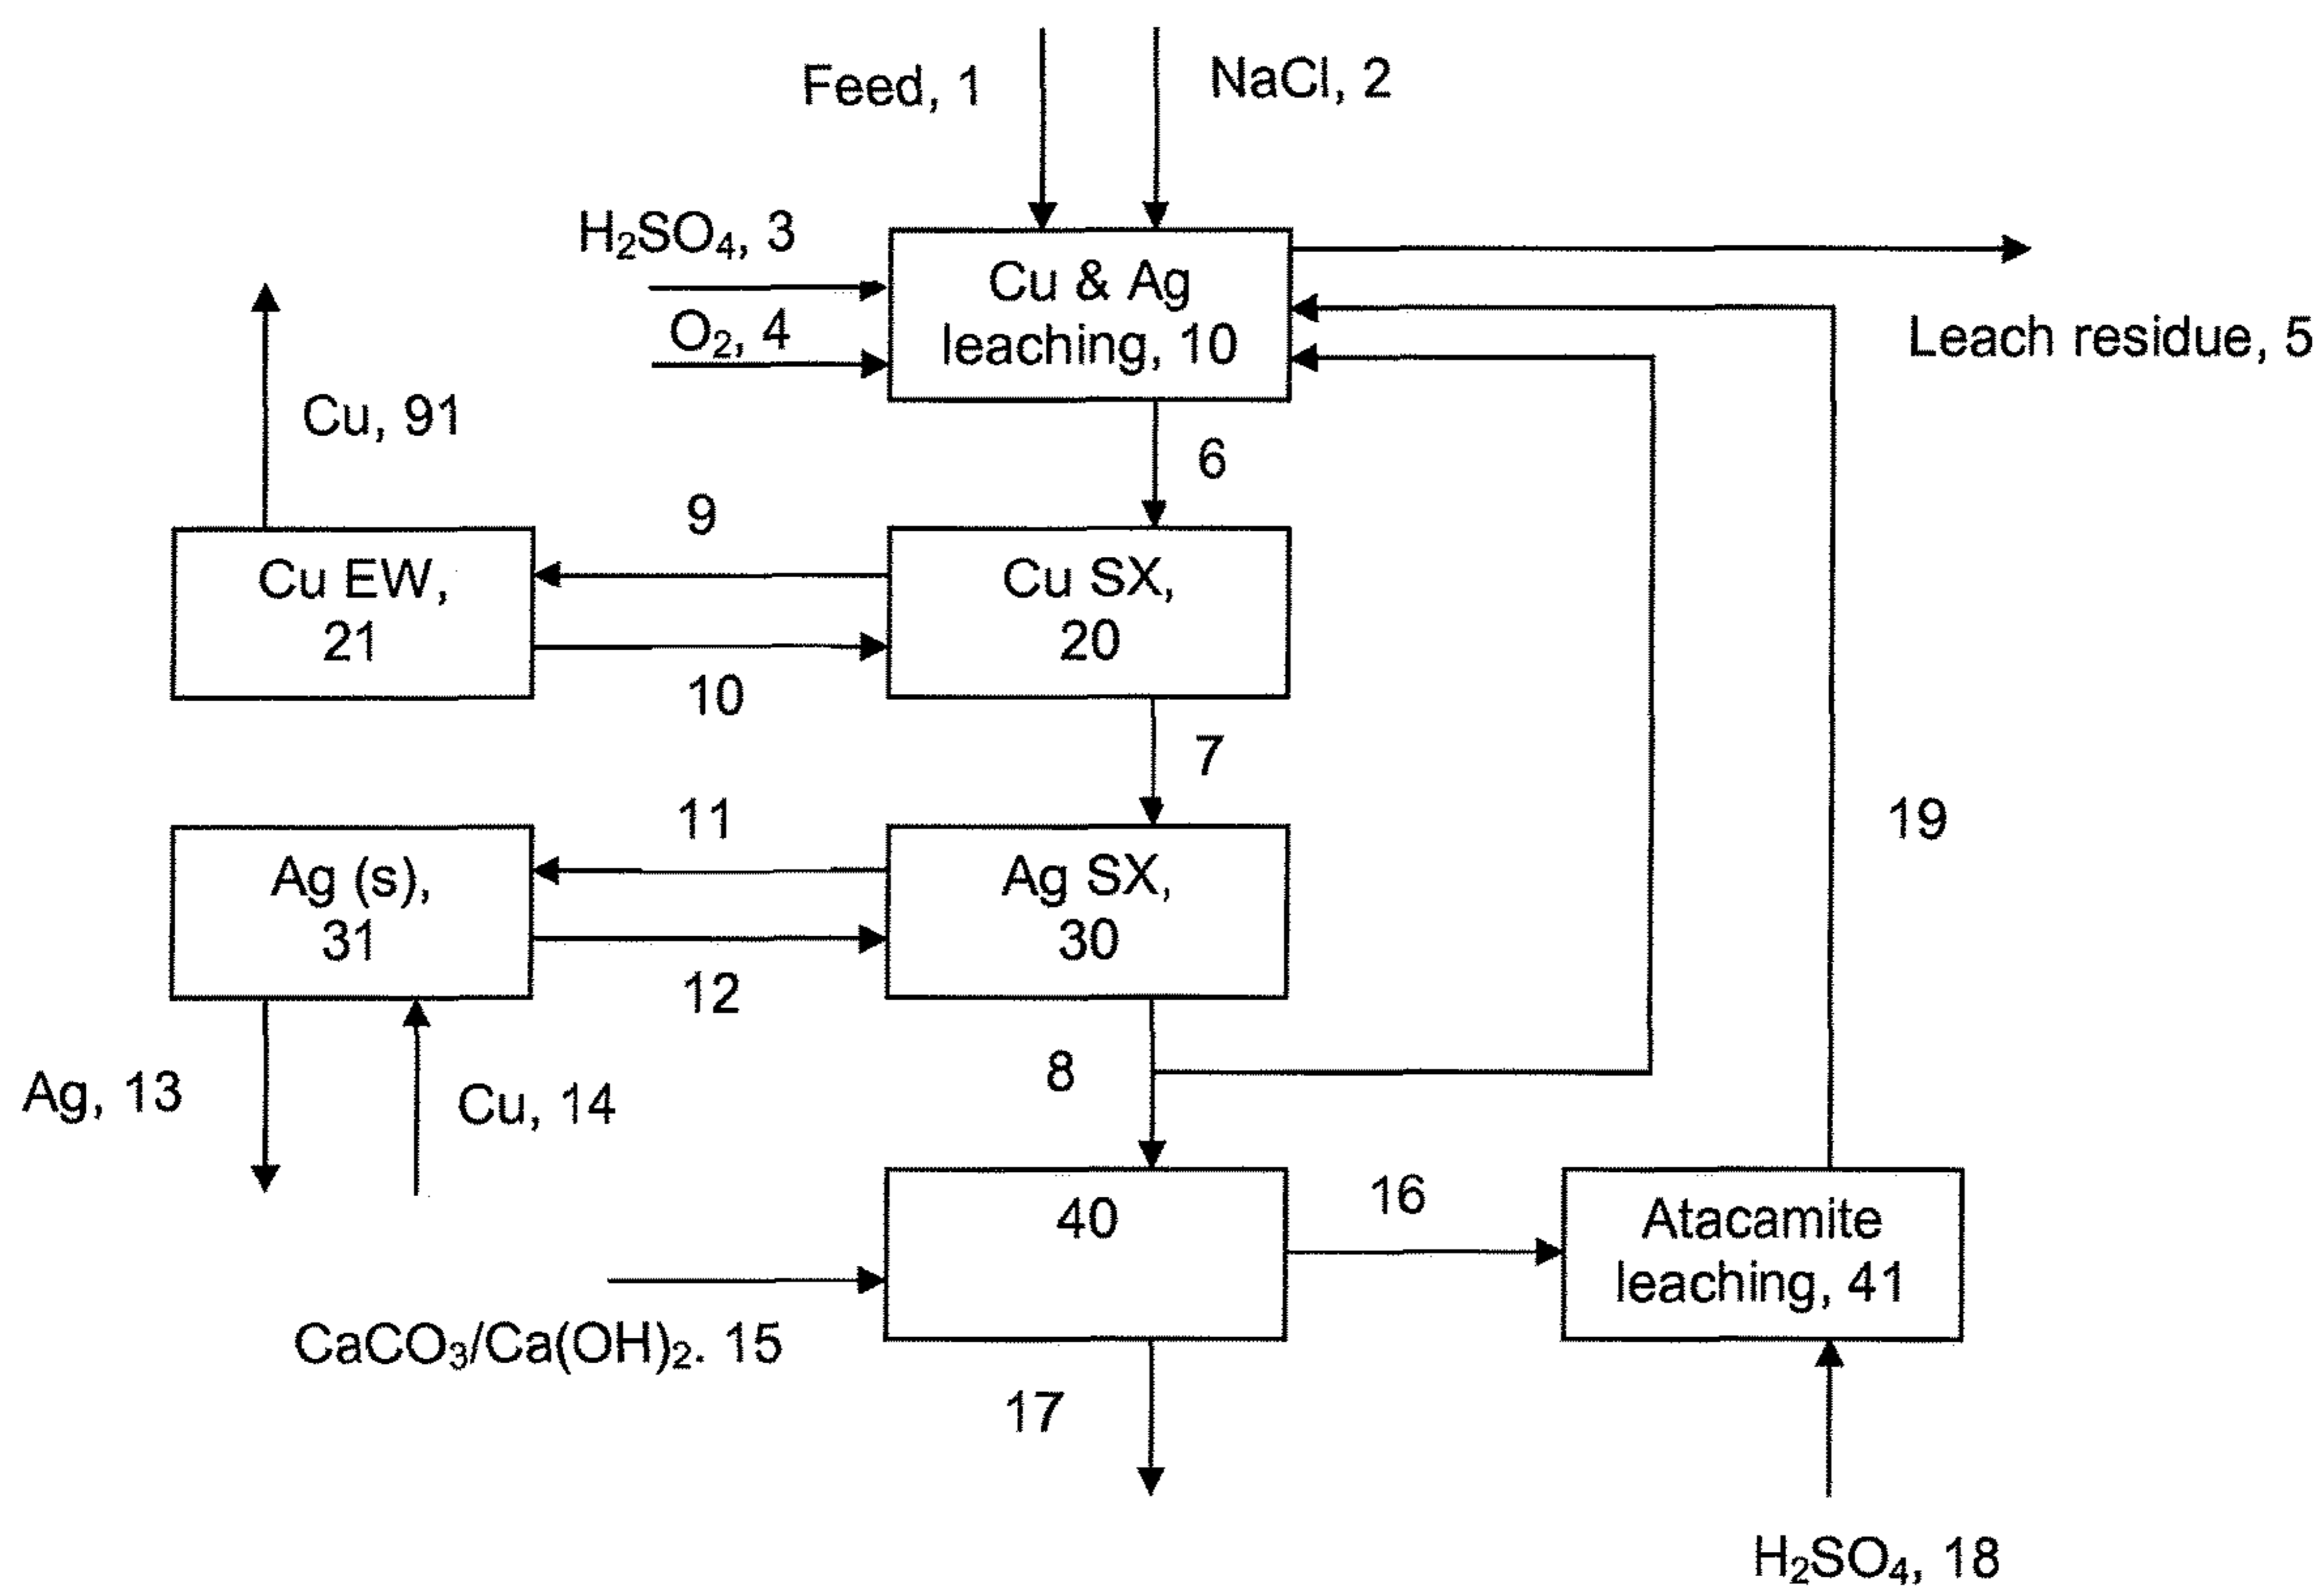 Feed, 1
NaCl, 2
H₂SO₄, 3
O₂, 4
Cu & Ag
leaching, 10
Leach residue, 5
Cu, 91
6
9
Cu EW,
21
Cu SX,
20
10
7
11
19
Ag (s),
31
Ag SX,
30
12
8
Ag, 13
Cu, 14
40
16
Atacamite
leaching, 41
CaCO₃/Ca(OH)₂. 15
17
H₂SO₄, 18